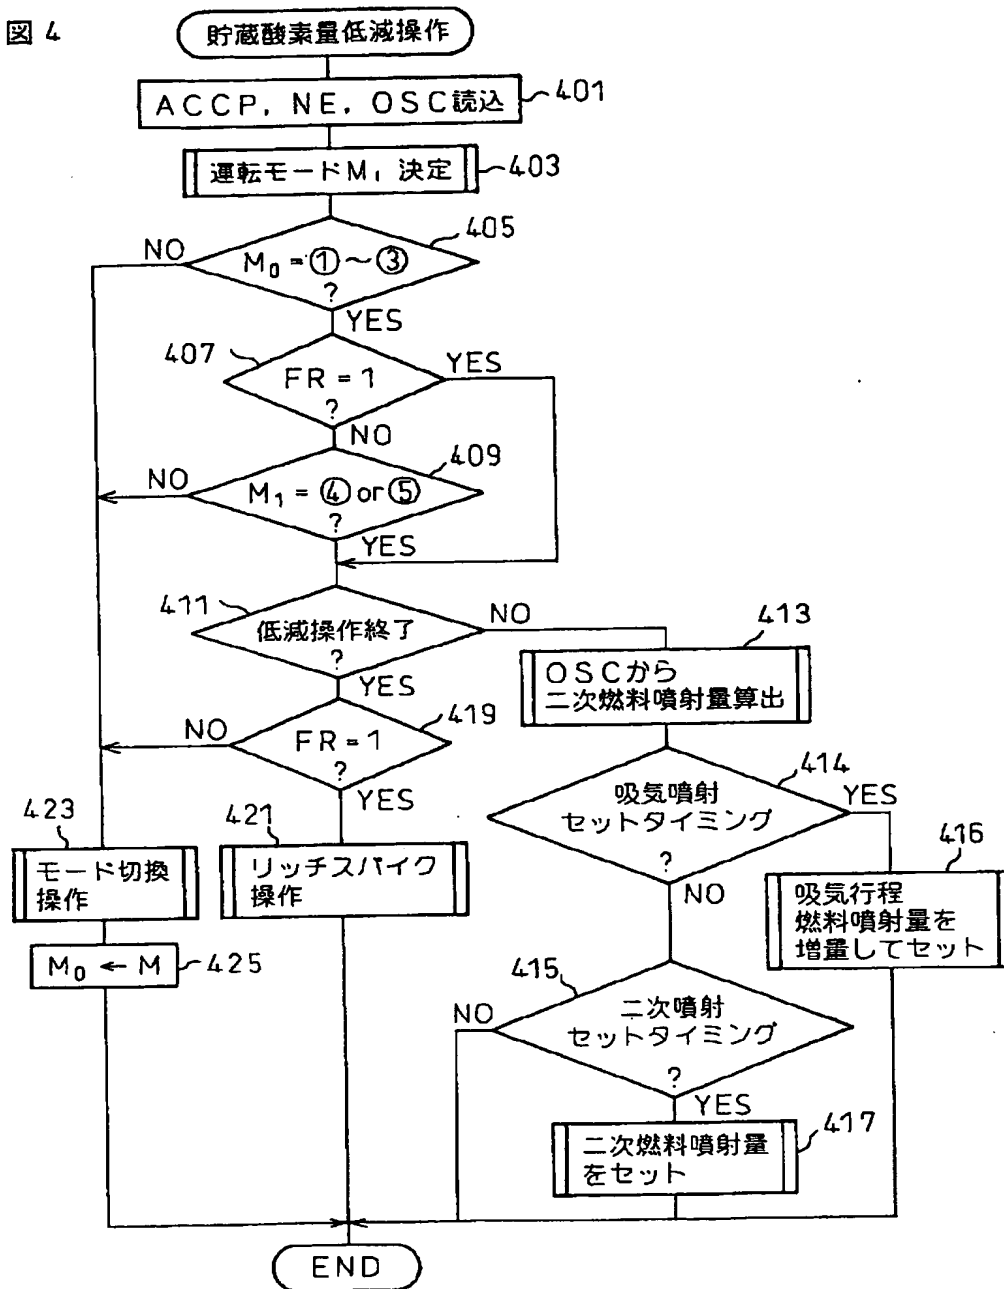 図 4
貯蔵酸素量低減操作
ACCP, NE, OSC読込
401
運転モードM₁ 決定
403
405
NO
M₀ = ①～③
?
YES
407
YES
FR = 1
?
NO
409
NO
M₁ = ④ or ⑤
?
YES
411
NO
低減操作終了
?
YES
413
OSCから
二次燃料噴射量算出
419
NO
FR = 1
?
YES
414
YES
吸気噴射
セットタイミング
?
NO
423
モード切換
操作
421
リッチスパイク
操作
416
吸気行程
燃料噴射量を
増量してセット
M₀ ← M
425
415
NO
二次噴射
セットタイミング
?
YES
417
二次燃料噴射量
をセット
END